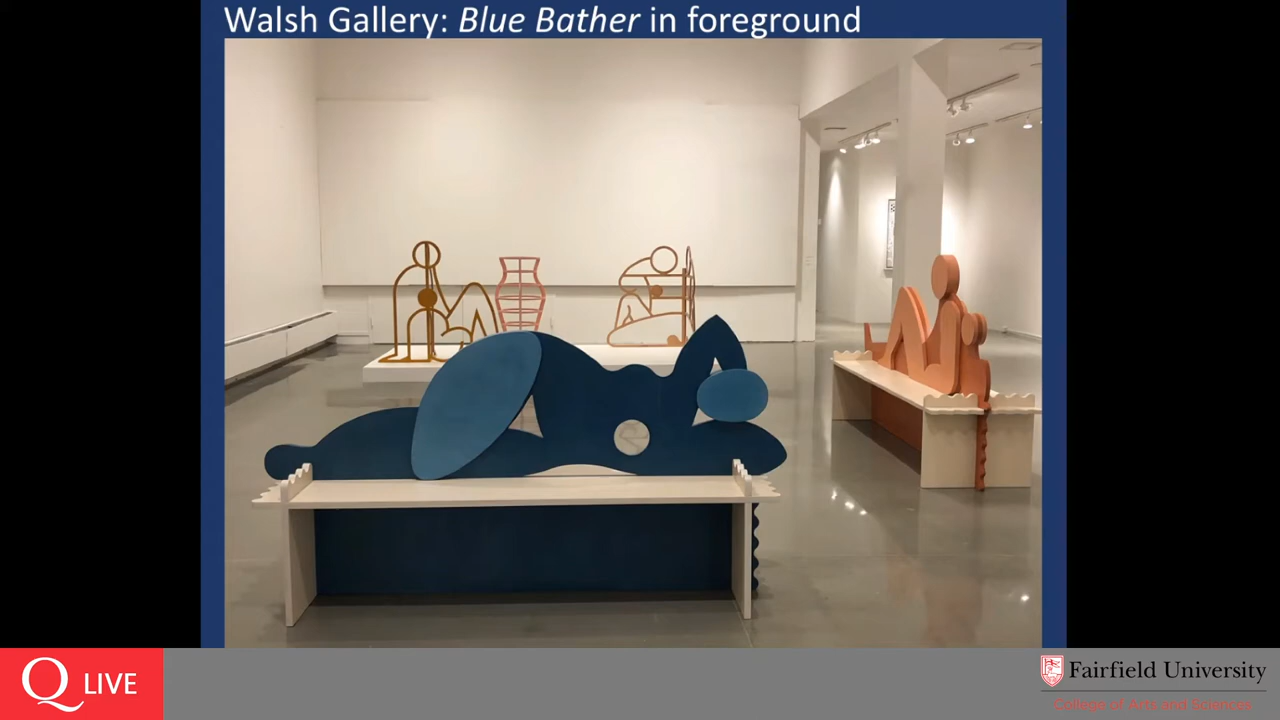 Walsh Gallery: Blue Bather in foreground
Q LIVE
Fairfield University
College of Arts and Sciences